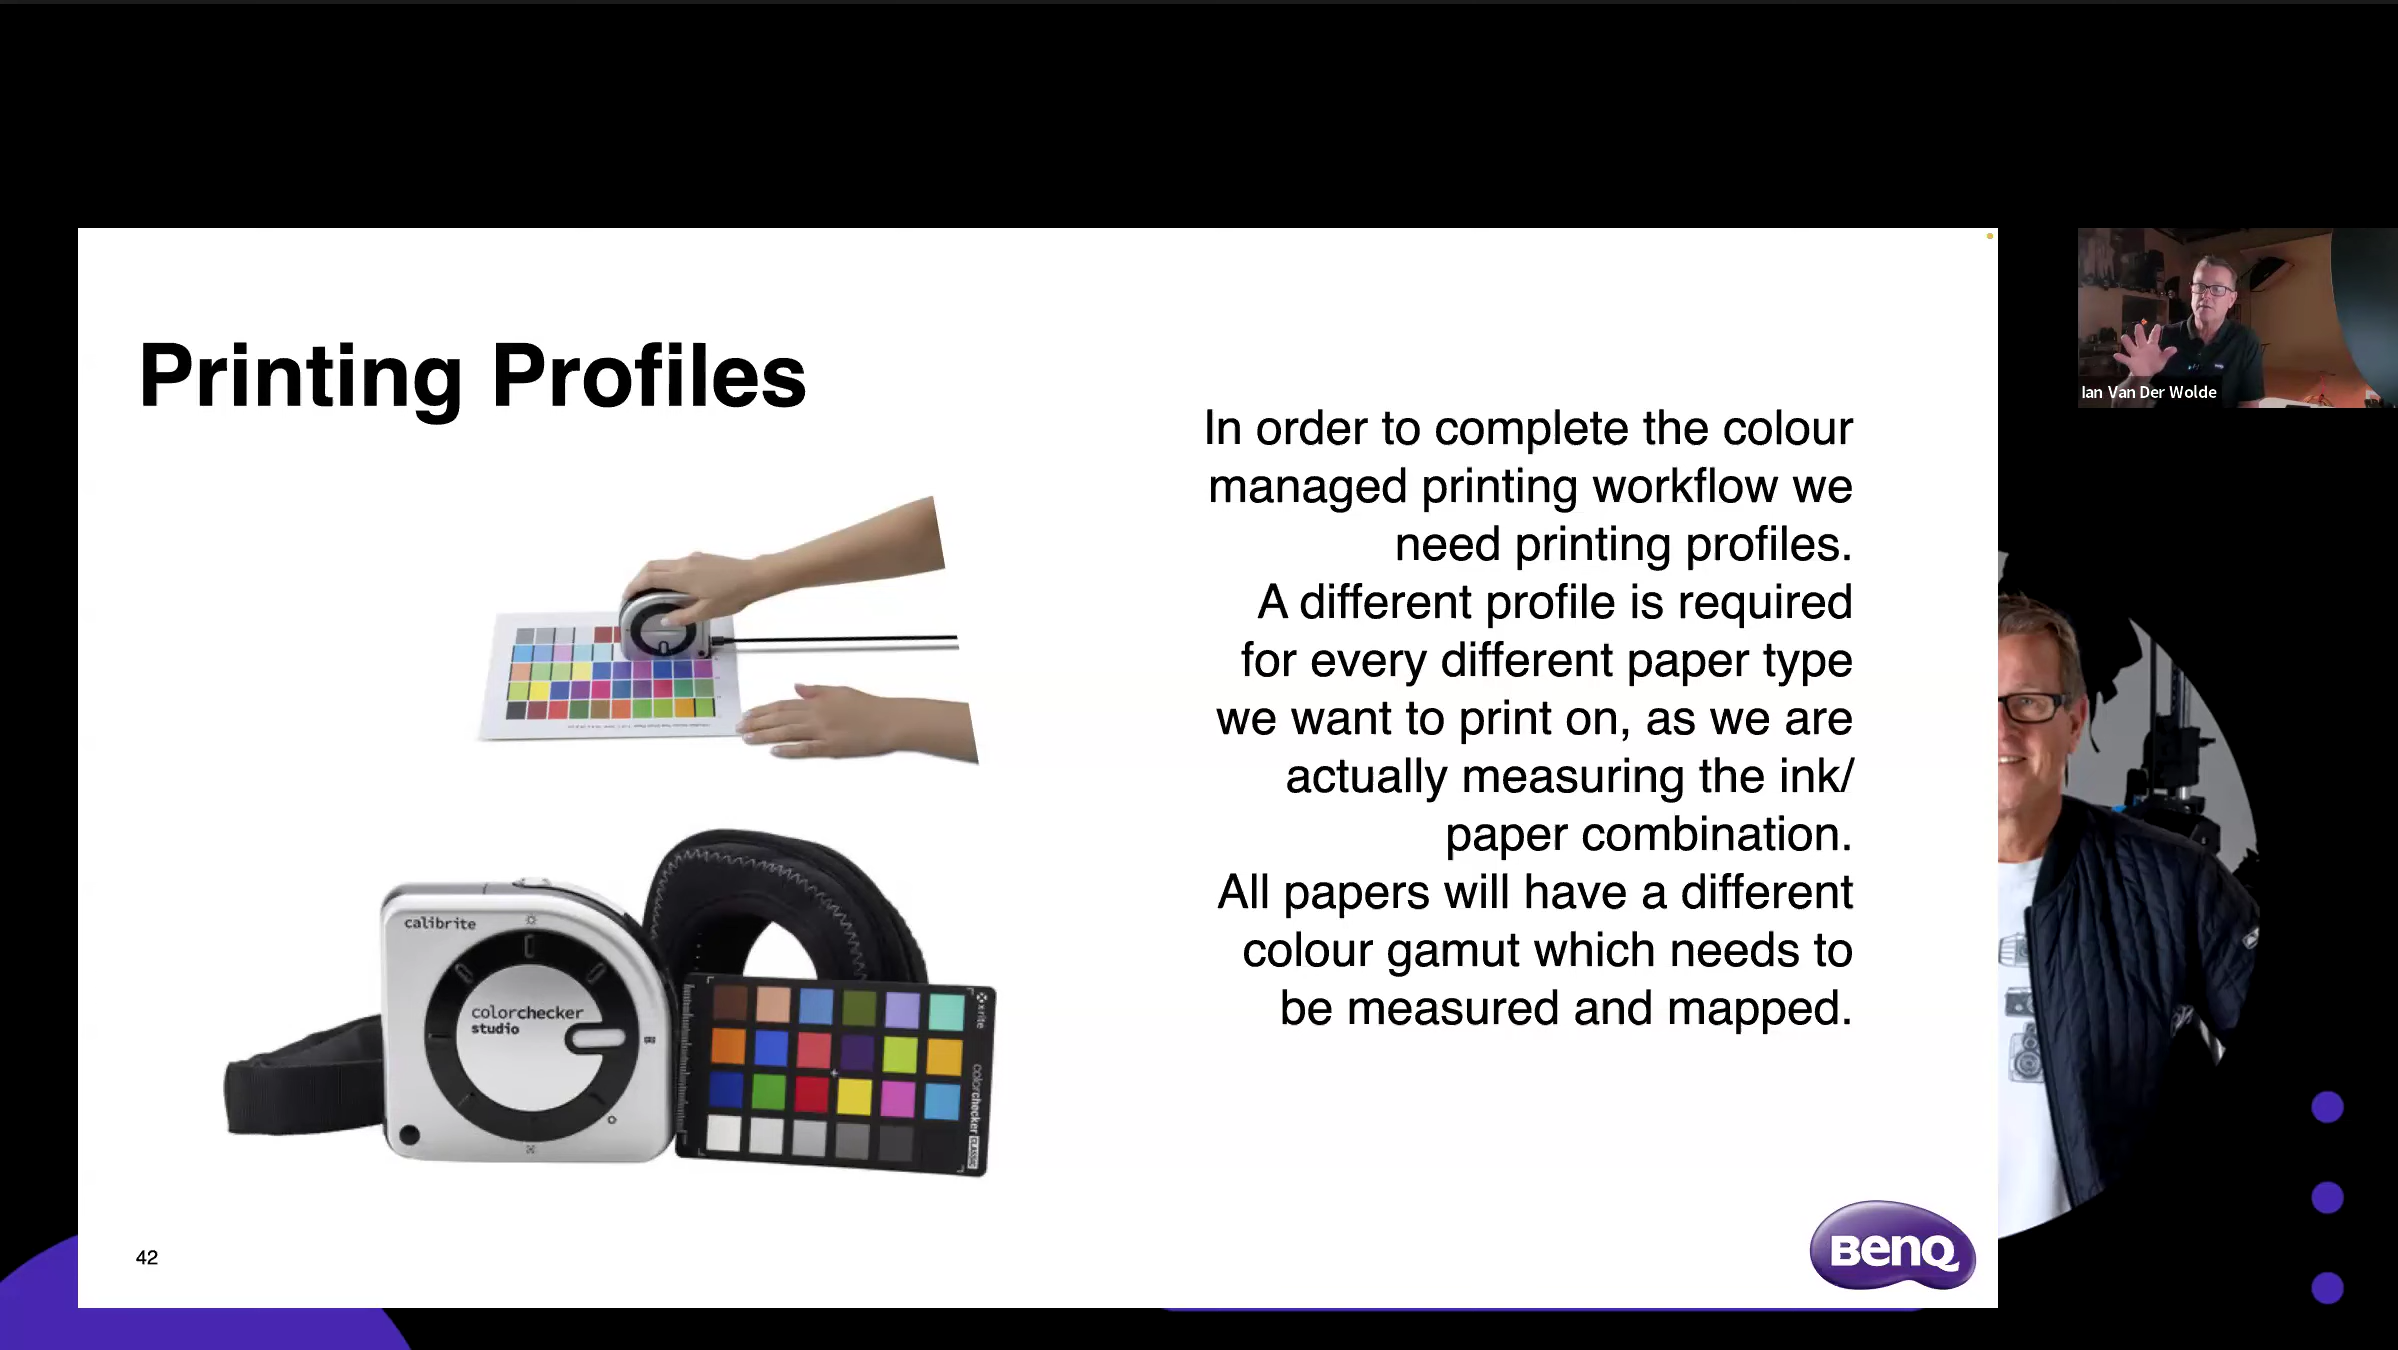 Printing Profiles
In order to complete the colour
managed printing workflow we
need printing profiles.
A different profile is required
for every different paper type
we want to print on, as we are
actually measuring the ink/
paper combination.
All papers will have a different
colour gamut which needs to
be measured and mapped.
calibrite
colorchecker
studio
x-rite
colorchecker
CLASSIC
42
BenQ
Ian Van Der Wolde